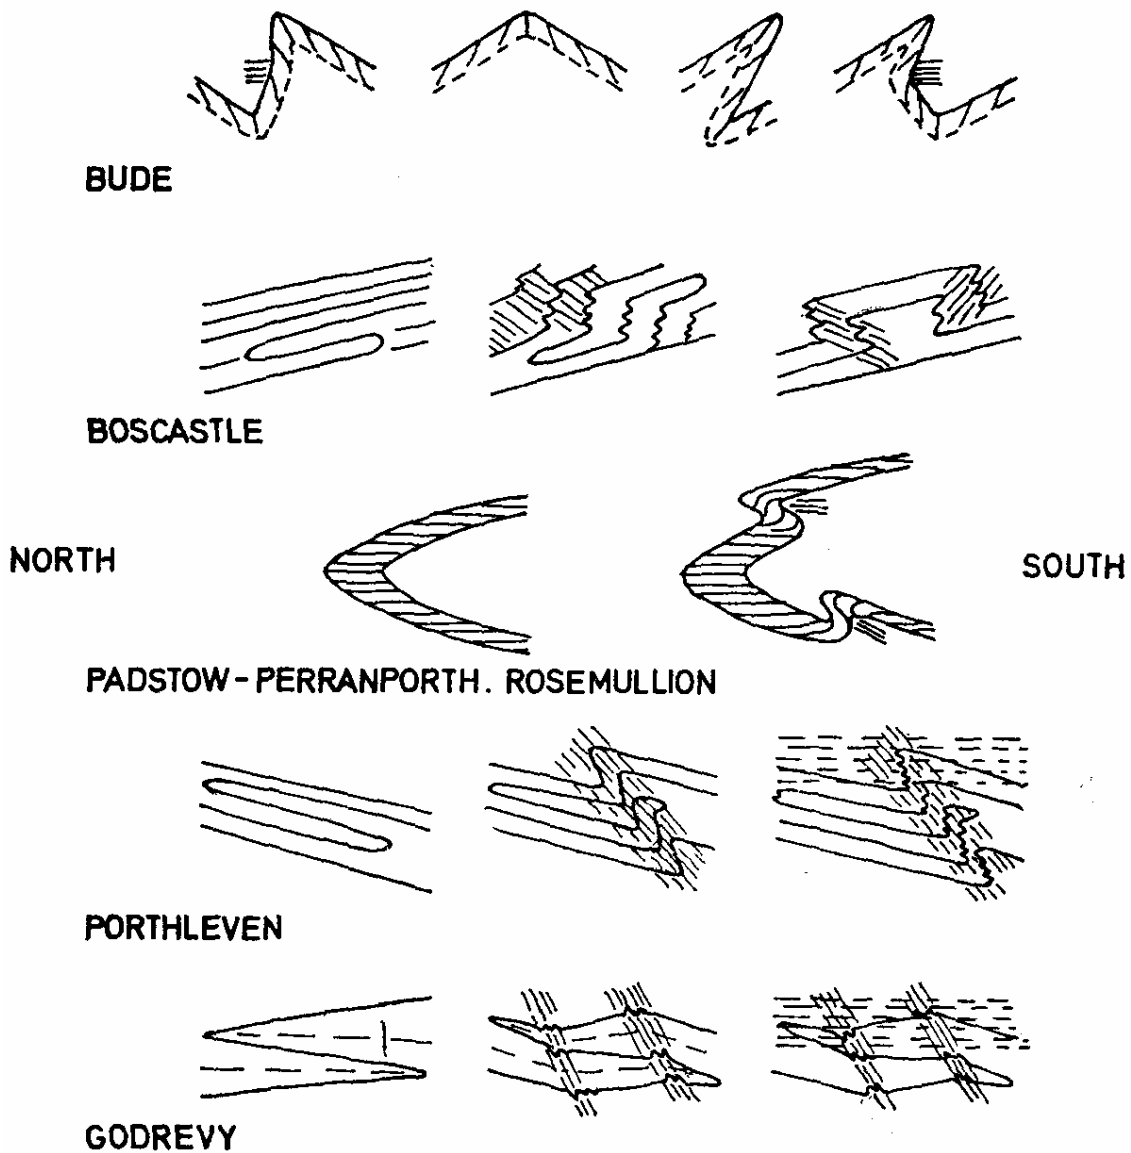 BUDE
BOSCASTLE
NORTH
SOUTH
PADSTOW - PERRANPORTH. ROSEMULLION
PORTHLEVEN
GODREVY